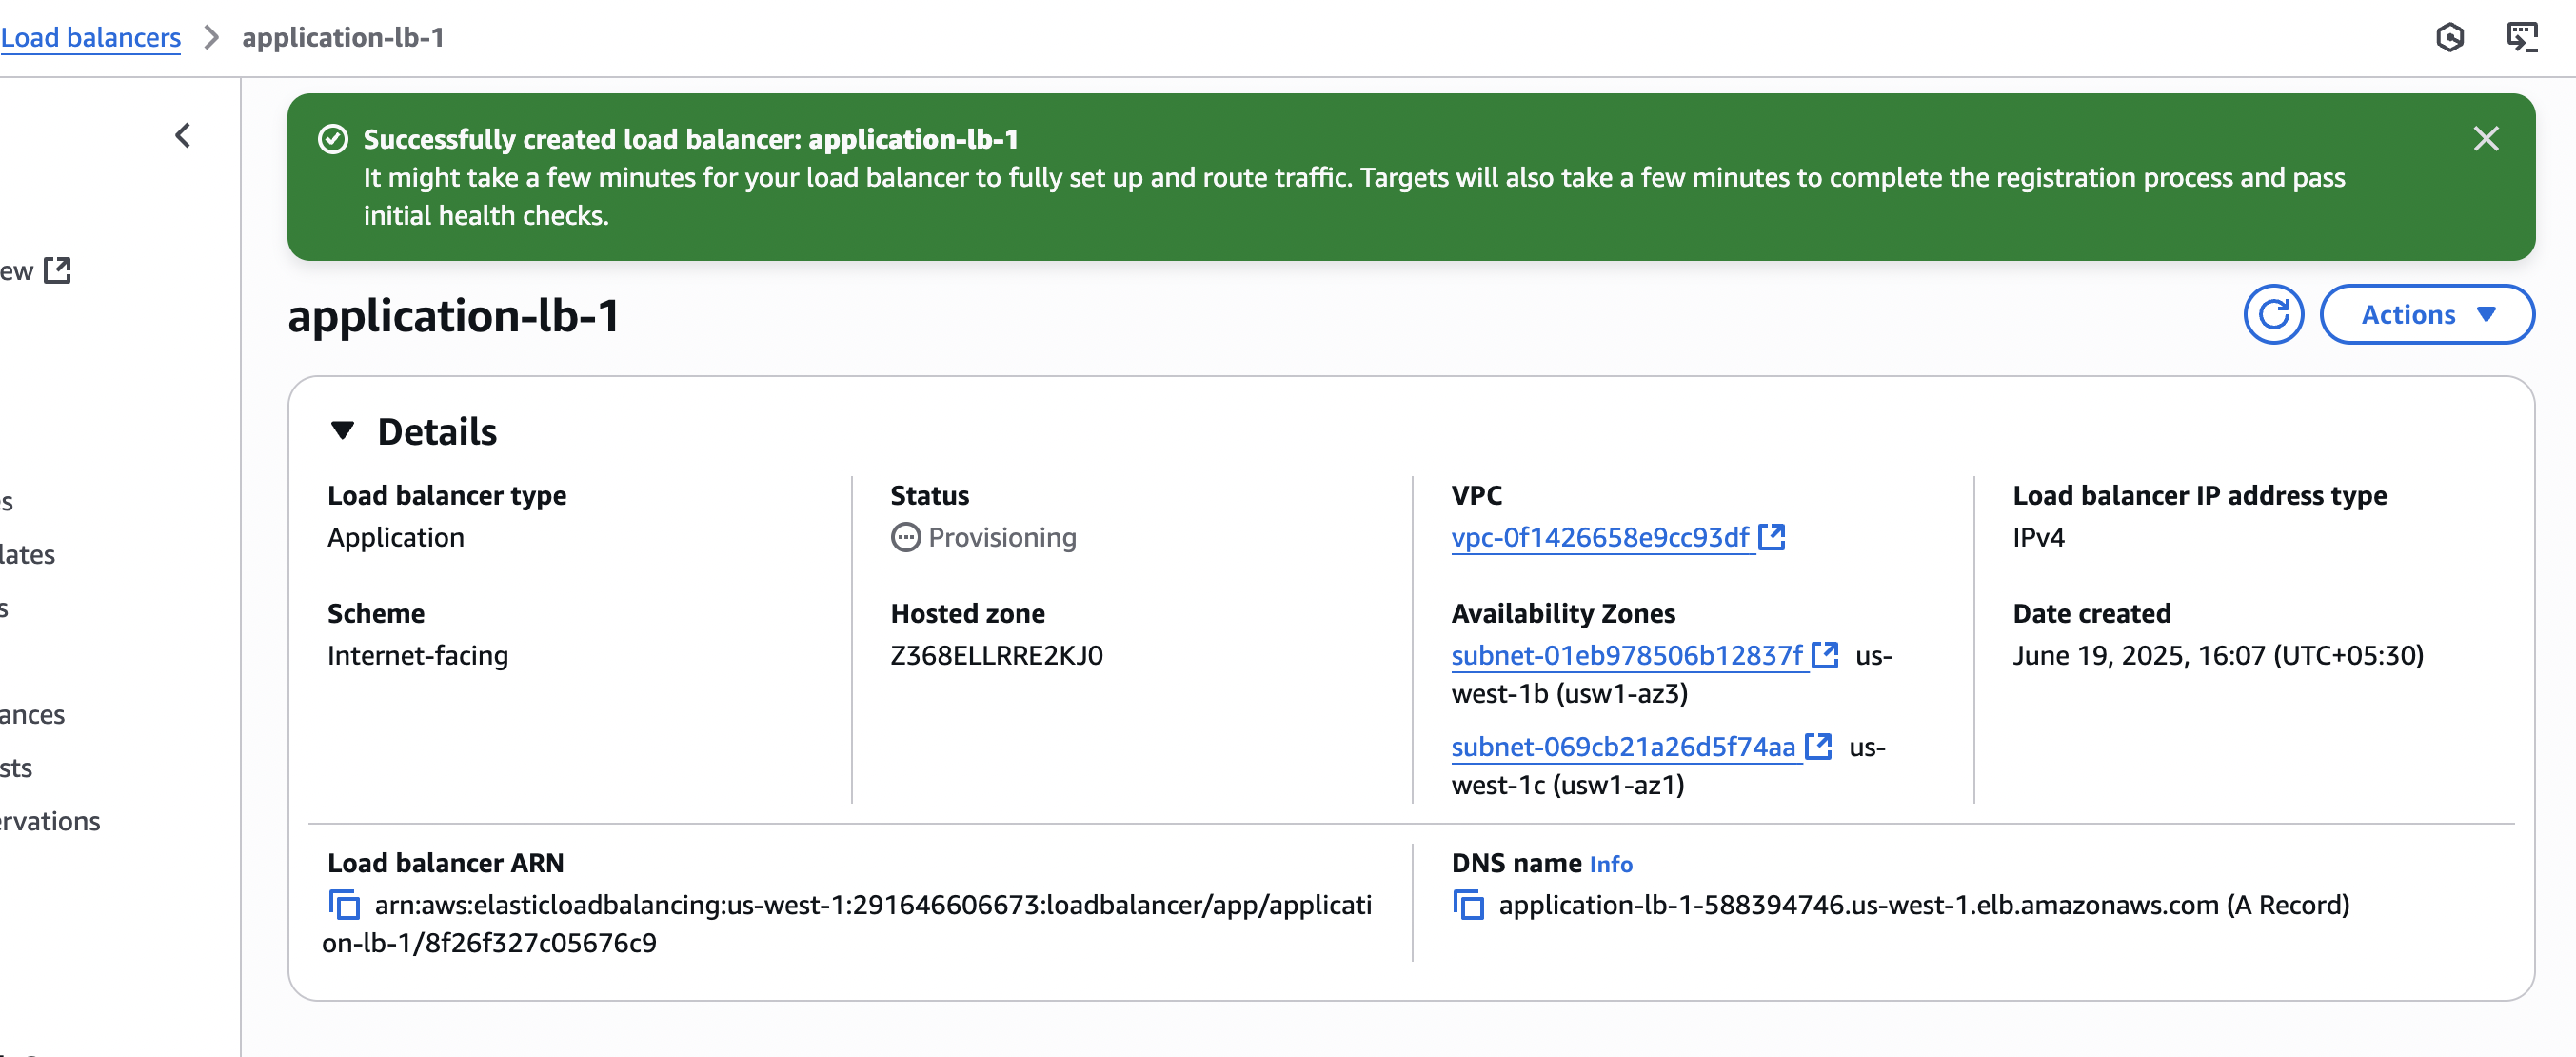 Load balancers > application-lb-1
Successfully created load balancer: application-lb-1
It might take a few minutes for your load balancer to fully set up and route traffic. Targets will also take a few minutes to complete the registration process and pass
initial health checks.
ew
application-lb-1
Actions
Details
s
lates
s
ances
sts
ervations
Load balancer type
Application
Status
Provisioning
VPC
vpc-0f1426658e9cc93df
Load balancer IP address type
IPv4
Scheme
Internet-facing
Hosted zone
Z368ELLRRE2KJ0
Availability Zones
subnet-01eb978506b12837f us-
west-1b (usw1-az3)
subnet-069cb21a26d5f74aa us-
west-1c (usw1-az1)
Date created
June 19, 2025, 16:07 (UTC+05:30)
Load balancer ARN
arn:aws:elasticloadbalancing:us-west-1:291646606673:loadbalancer/app/applicati
on-lb-1/8f26f327c05676c9
DNS name Info
application-lb-1-588394746.us-west-1.elb.amazonaws.com (A Record)